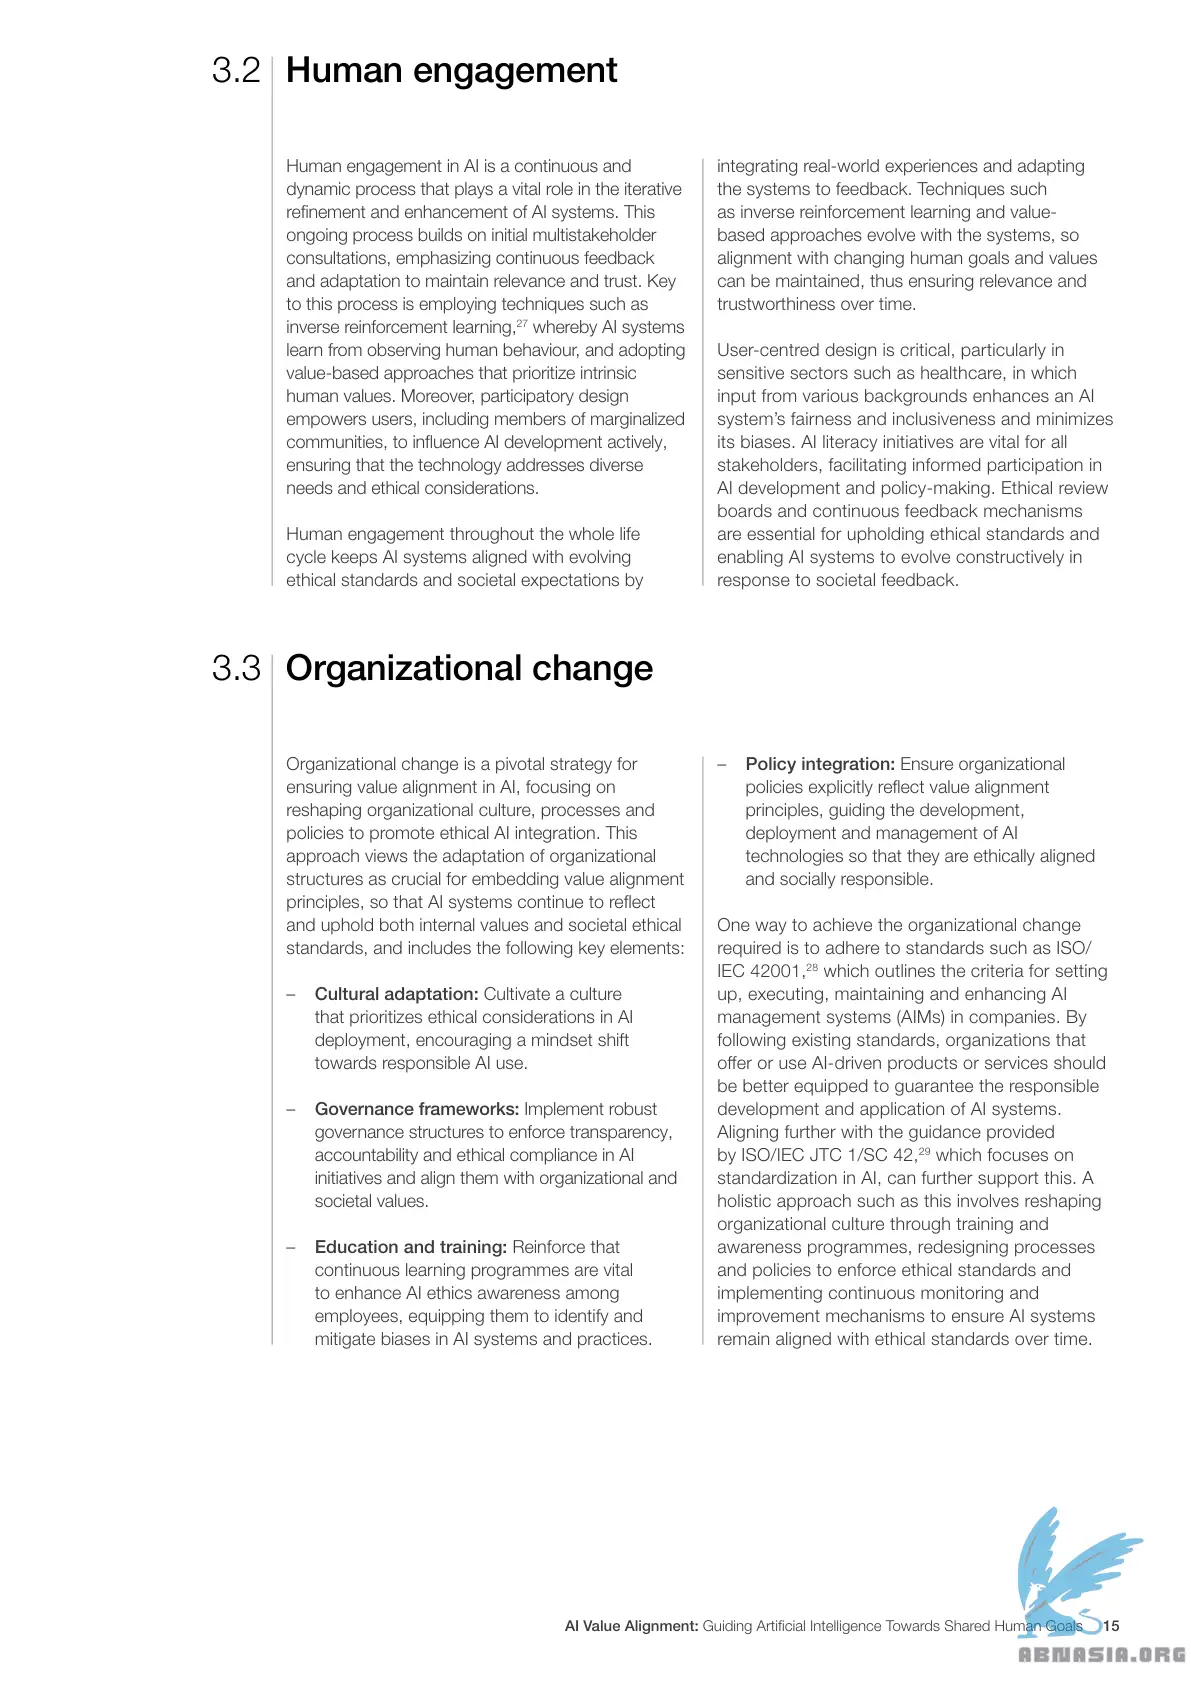 3.2 Human engagement
Human engagement in AI is a continuous and
dynamic process that plays a vital role in the iterative
refinement and enhancement of AI systems. This
ongoing process builds on initial multistakeholder
consultations, emphasizing continuous feedback
and adaptation to maintain relevance and trust. Key
to this process is employing techniques such as
inverse reinforcement learning,27 whereby AI systems
learn from observing human behaviour, and adopting
value-based approaches that prioritize intrinsic
human values. Moreover, participatory design
empowers users, including members of marginalized
communities, to influence AI development actively,
ensuring that the technology addresses diverse
needs and ethical considerations.
Human engagement throughout the whole life
cycle keeps AI systems aligned with evolving
ethical standards and societal expectations by
integrating real-world experiences and adapting
the systems to feedback. Techniques such
as inverse reinforcement learning and value-
based approaches evolve with the systems, so
alignment with changing human goals and values
can be maintained, thus ensuring relevance and
trustworthiness over time.
User-centred design is critical, particularly in
sensitive sectors such as healthcare, in which
input from various backgrounds enhances an AI
system's fairness and inclusiveness and minimizes
its biases. AI literacy initiatives are vital for all
stakeholders, facilitating informed participation in
AI development and policy-making. Ethical review
boards and continuous feedback mechanisms
are essential for upholding ethical standards and
enabling AI systems to evolve constructively in
response to societal feedback.
3.3 Organizational change
Organizational change is a pivotal strategy for
ensuring value alignment in AI, focusing on
reshaping organizational culture, processes and
policies to promote ethical AI integration. This
approach views the adaptation of organizational
structures as crucial for embedding value alignment
principles, so that AI systems continue to reflect
and uphold both internal values and societal ethical
standards, and includes the following key elements:
– Cultural adaptation: Cultivate a culture
that prioritizes ethical considerations in AI
deployment, encouraging a mindset shift
towards responsible AI use.
– Governance frameworks: Implement robust
governance structures to enforce transparency,
accountability and ethical compliance in AI
initiatives and align them with organizational and
societal values.
– Education and training: Reinforce that
continuous learning programmes are vital
to enhance AI ethics awareness among
employees, equipping them to identify and
mitigate biases in AI systems and practices.
– Policy integration: Ensure organizational
policies explicitly reflect value alignment
principles, guiding the development,
deployment and management of AI
technologies so that they are ethically aligned
and socially responsible.
One way to achieve the organizational change
required is to adhere to standards such as ISO/
IEC 42001,28 which outlines the criteria for setting
up, executing, maintaining and enhancing AI
management systems (AIMs) in companies. By
following existing standards, organizations that
offer or use AI-driven products or services should
be better equipped to guarantee the responsible
development and application of AI systems.
Aligning further with the guidance provided
by ISO/IEC JTC 1/SC 42,29 which focuses on
standardization in AI, can further support this. A
holistic approach such as this involves reshaping
organizational culture through training and
awareness programmes, redesigning processes
and policies to enforce ethical standards and
implementing continuous monitoring and
improvement mechanisms to ensure AI systems
remain aligned with ethical standards over time.
AI Value Alignment: Guiding Artificial Intelligence Towards Shared Human Goals 15
ABNASIA.ORG